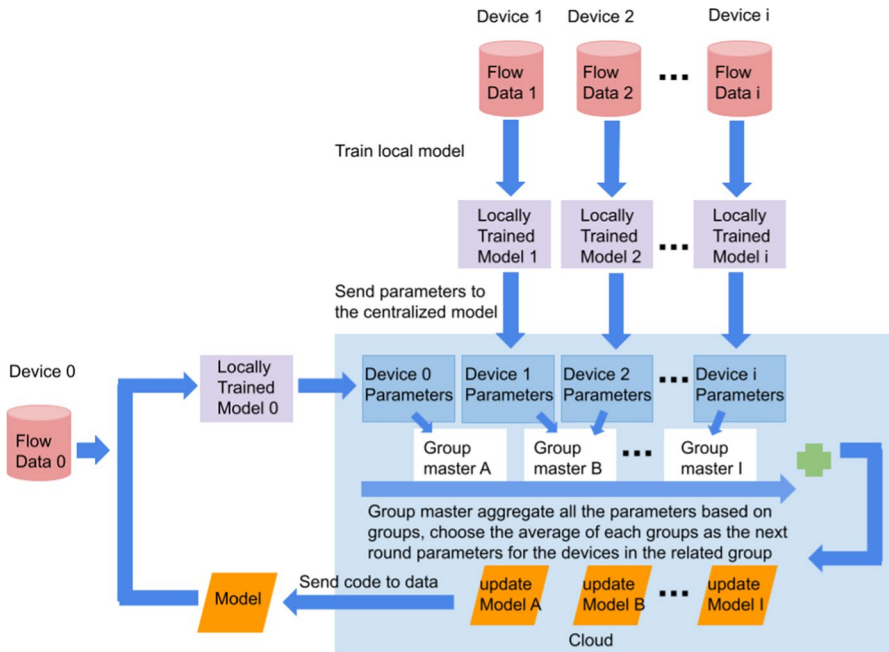 Device 1
Device 2
Device i
Flow
Data 1
Flow
Data 2
Flow
Data i
Train local model
Locally
Trained
Model 1
Locally
Trained
Model 2
Locally
Trained
Model i
Send parameters to
the centralized model
Device 0
Flow
Data 0
Locally
Trained
Model 0
Device 0
Parameters
Device 1
Parameters
Device 2
Parameters
Device i
Parameters
Group
master A
Group
master B
Group
master I
Group master aggregate all the parameters based on
groups, choose the average of each groups as the next
round parameters for the devices in the related group
Model
Send code to data
update
Model A
update
Model B
update
Model I
Cloud